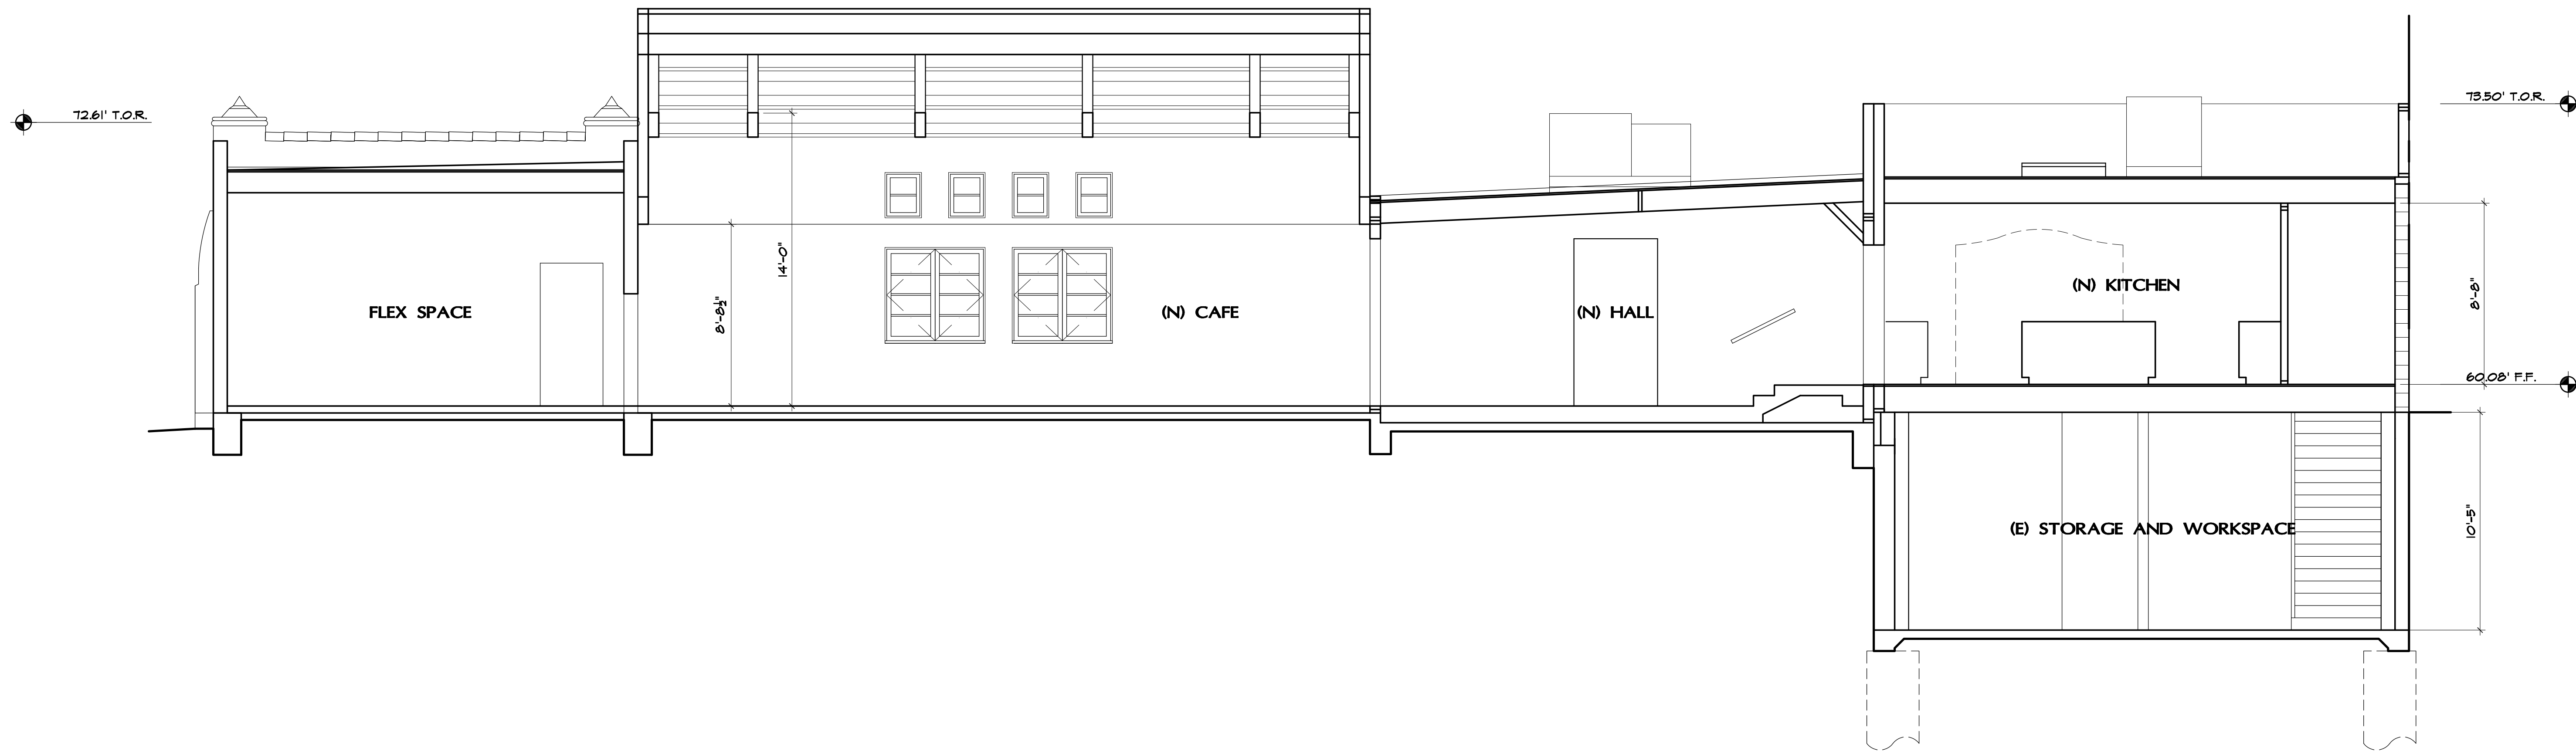 73.50' T.O.R.
72.61' T.O.R.
14'-0"
(N) KITCHEN
8'-8"
8'-8½"
FLEX SPACE
(N) CAFE
(N) HALL
60.08' F.F.
10'-5"
(E) STORAGE AND WORKSPACE